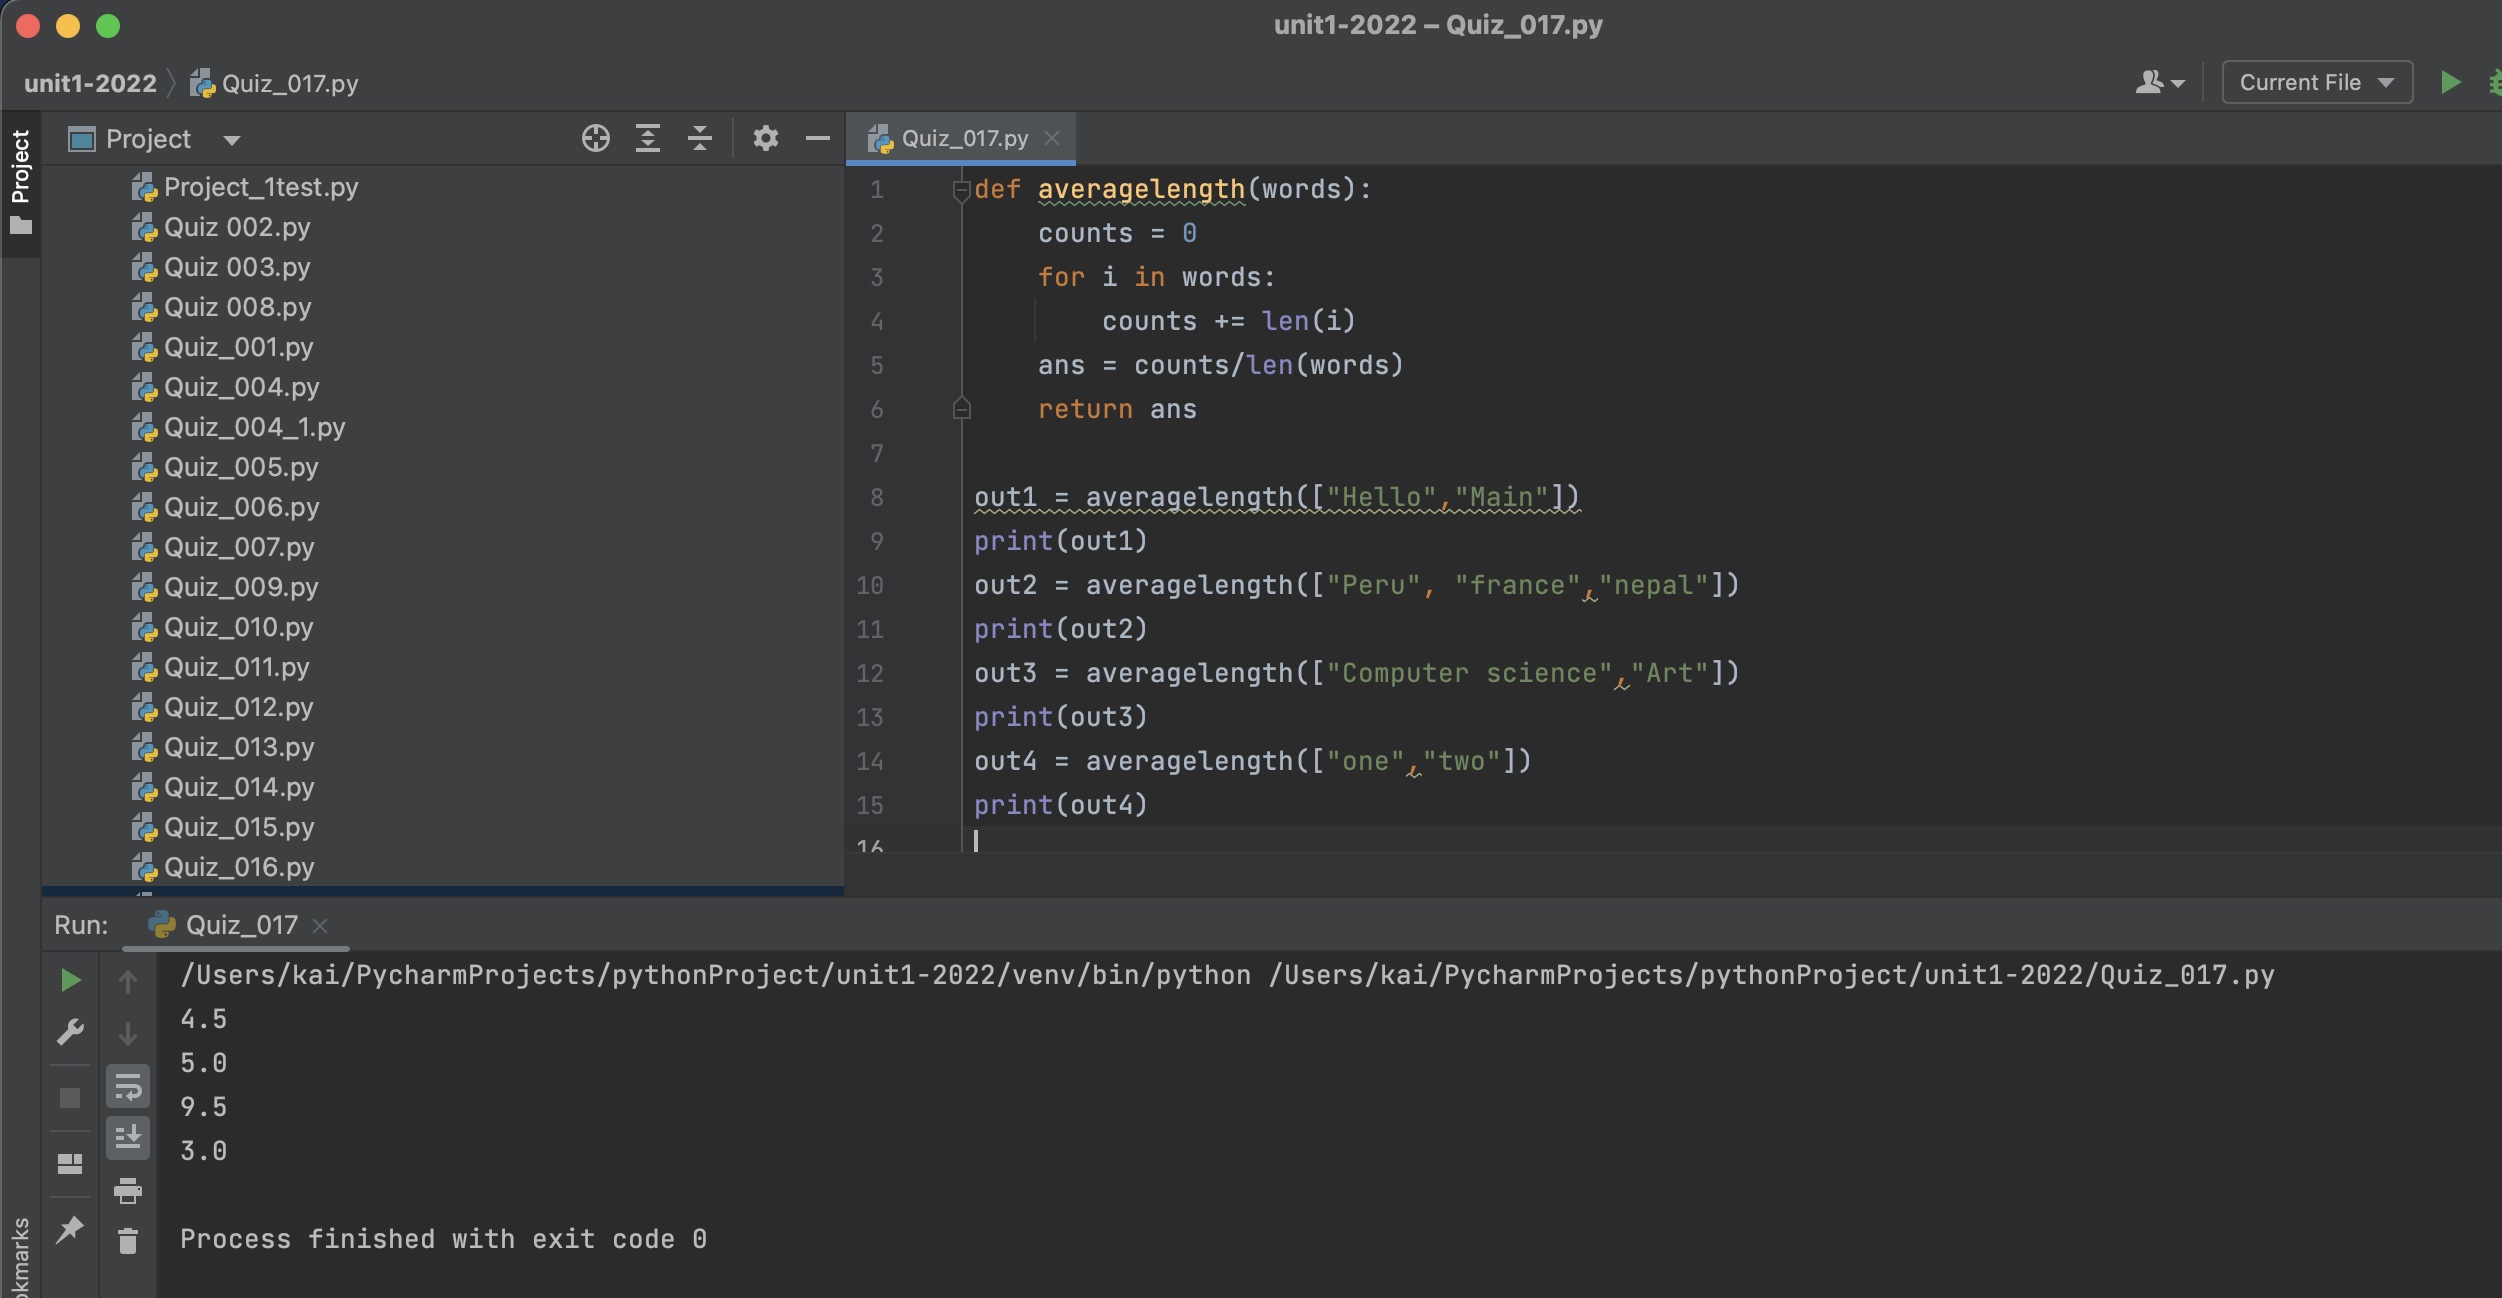 unit1-2022 – Quiz_017.py
unit1-2022 Quiz_017.py
Current File
Project
Project
Quiz_017.py
Project_1test.py
Quiz 002.py
Quiz 003.py
Quiz 008.py
Quiz_001.py
Quiz_004.py
Quiz_004_1.py
Quiz_005.py
Quiz_006.py
Quiz_007.py
Quiz_009.py
Quiz_010.py
Quiz_011.py
Quiz_012.py
Quiz_013.py
Quiz_014.py
Quiz_015.py
Quiz_016.py
1 def averagelength(words):
2 counts = 0
3 for i in words:
4 counts += len(i)
5 ans = counts/len(words)
6 return ans
7
8 out1 = averagelength(["Hello","Main"])
9 print(out1)
10 out2 = averagelength(["Peru", "france","nepal"])
11 print(out2)
12 out3 = averagelength(["Computer science","Art"])
13 print(out3)
14 out4 = averagelength(["one","two"])
15 print(out4)
16
Run: Quiz_017
/Users/kai/PycharmProjects/pythonProject/unit1-2022/venv/bin/python /Users/kai/PycharmProjects/pythonProject/unit1-2022/Quiz_017.py
4.5
5.0
9.5
3.0
Process finished with exit code 0